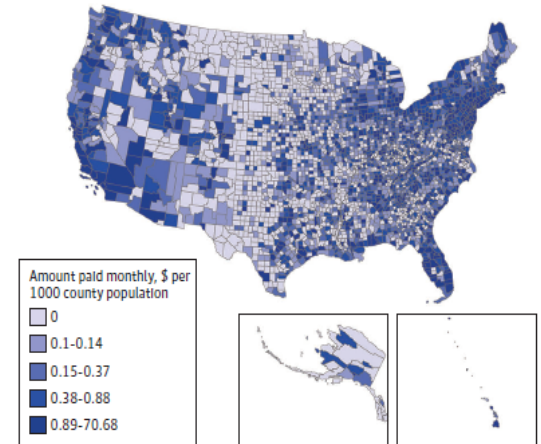 Amount paid monthly, $ per
1000 county population
0
0.1-0.14
0.15-0.37
0.38-0.88
0.89-70.68